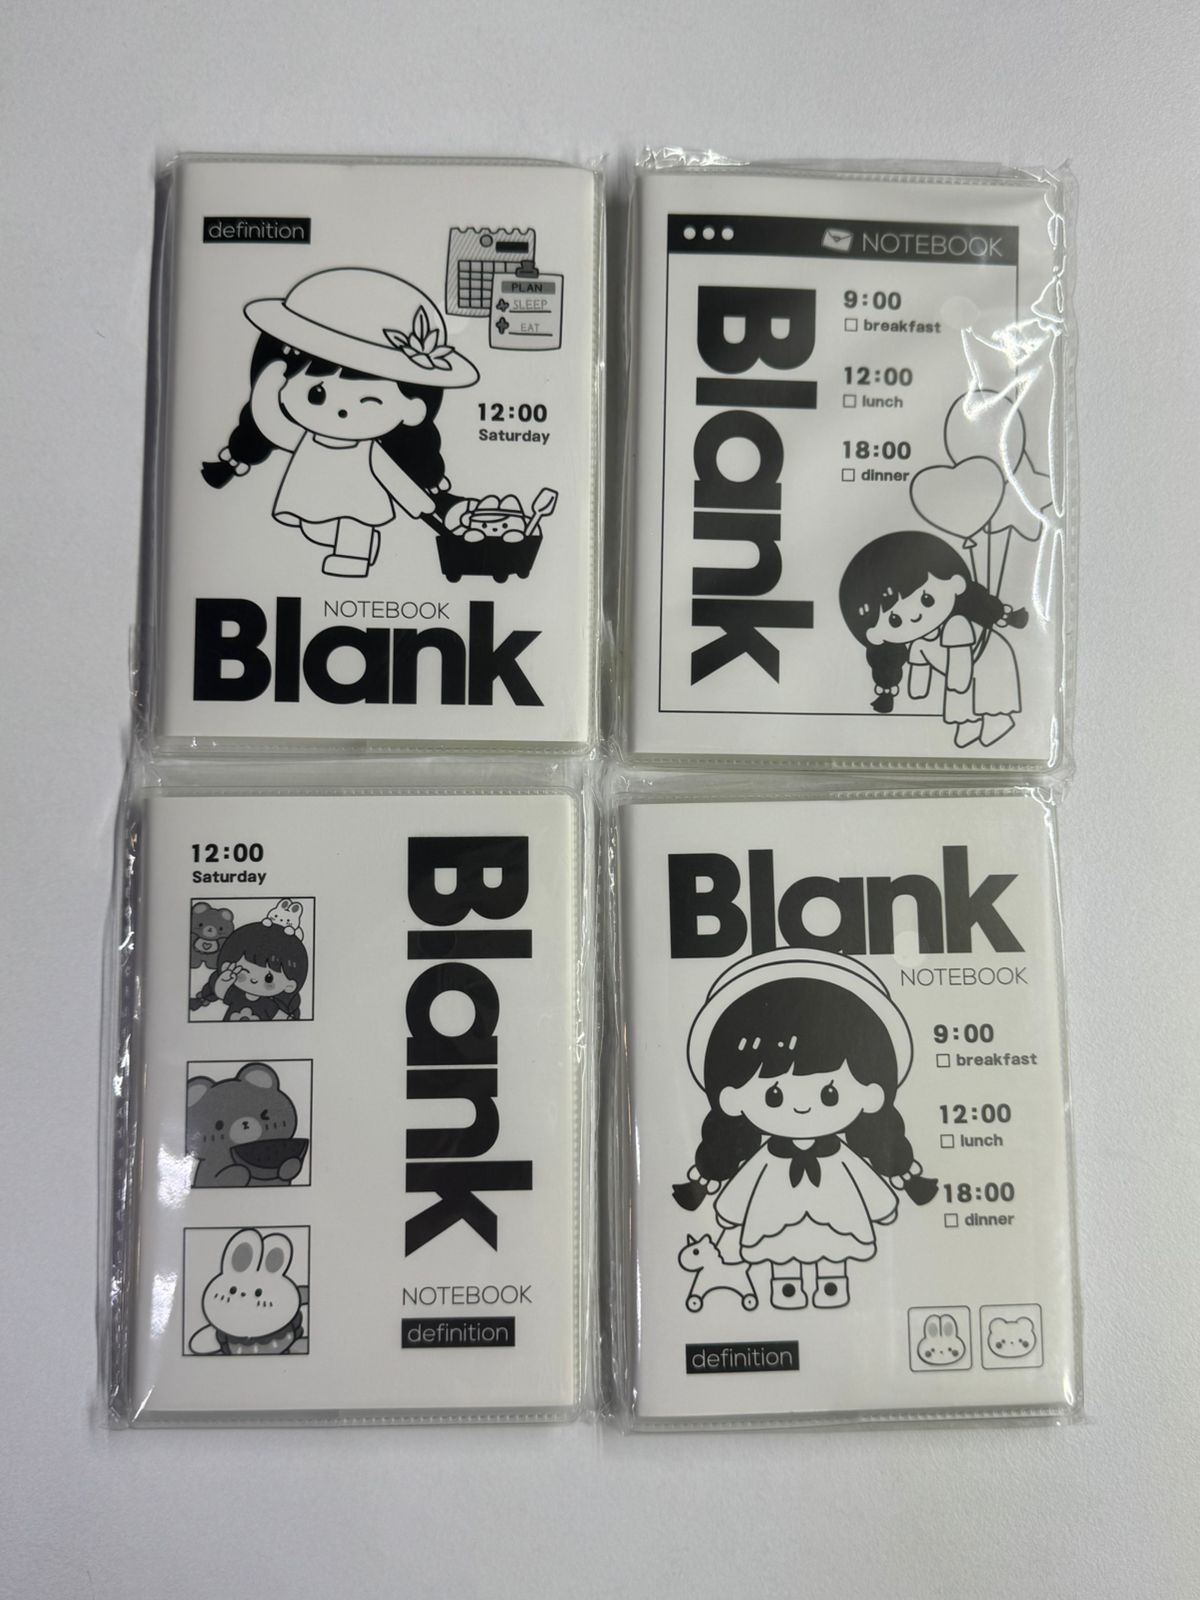 definition
PLAN
SLEEP
EAT
12:00
Saturday
NOTEBOOK
Blank
NOTEBOOK
Blank
9:00
breakfast
12:00
lunch
18:00
dinner
12:00
Saturday
Blank
NOTEBOOK
definition
Blank
NOTEBOOK
9:00
breakfast
12:00
lunch
18:00
dinner
definition